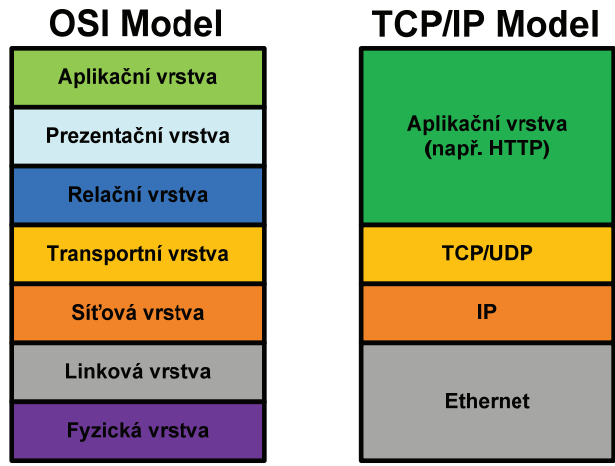 OSI Model
Aplikační vrstva
Prezentační vrstva
Relační vrstva
Transportní vrstva
Síťová vrstva
Linková vrstva
Fyzická vrstva
TCP/IP Model
Aplikační vrstva
(např. HTTP)
TCP/UDP
IP
Ethernet